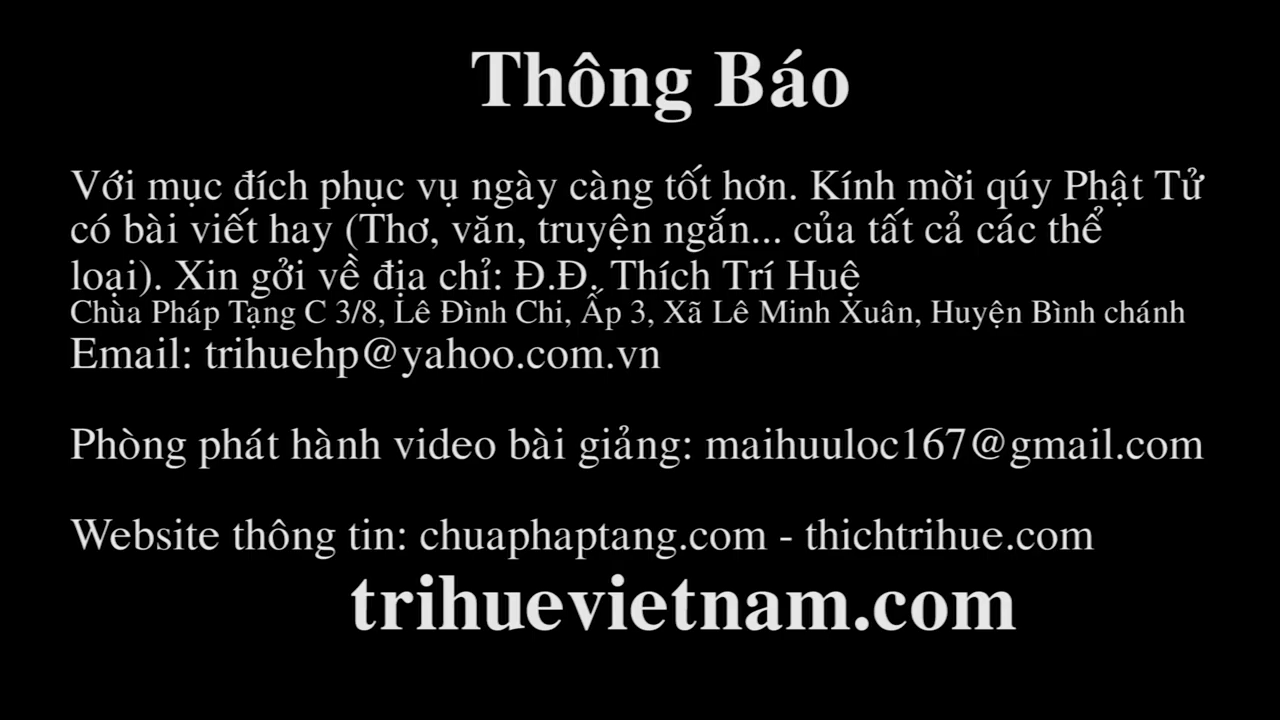 Thông Báo
Với mục đích phục vụ ngày càng tốt hơn. Kính mời qúy Phật Tử
có bài viết hay (Thơ, văn, truyện ngắn... của tất cả các thể
loại). Xin gởi về địa chỉ: Đ.Đ. Thích Trí Huệ
Chùa Pháp Tạng C 3/8, Lê Đình Chi, Ấp 3, Xã Lê Minh Xuân, Huyện Bình chánh
Email: trihuehp@yahoo.com.vn
Phòng phát hành video bài giảng: maihuuloc167@gmail.com
Website thông tin: chuaphaptang.com - thichtrihue.com
trihuevietnam.com